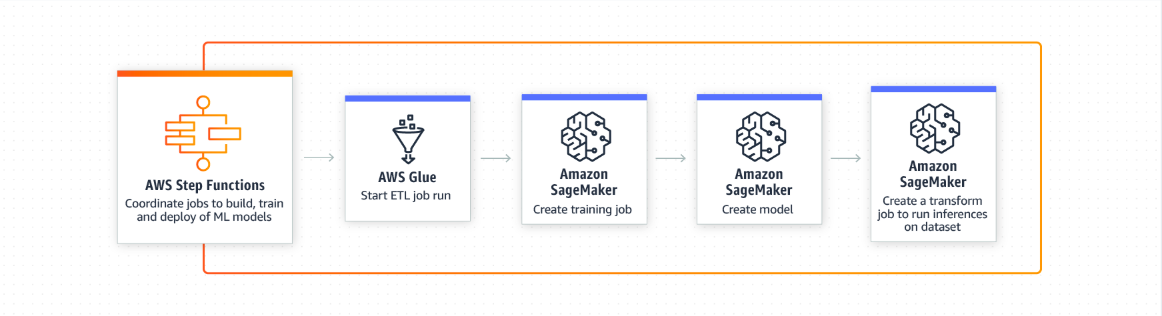 AWS Step Functions
Coordinate jobs to build, train
and deploy of ML models
AWS Glue
Start ETL job run
Amazon
SageMaker
Create training job
Amazon
SageMaker
Create model
Amazon
SageMaker
Create a transform
job to run inferences
on dataset